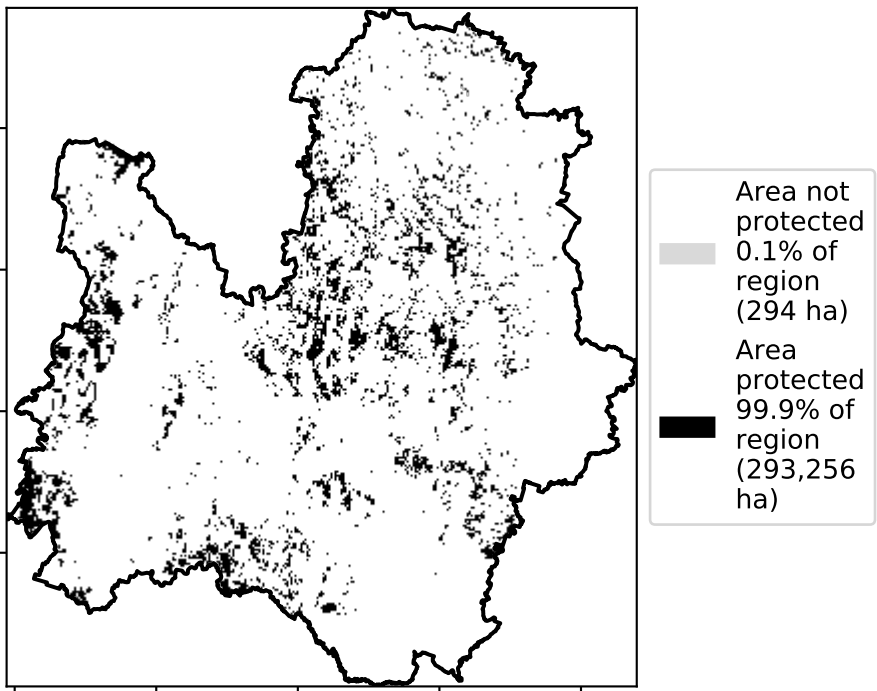 Area not
protected
0.1% of
region
(294 ha)
Area
protected
99.9% of
region
(293,256
ha)